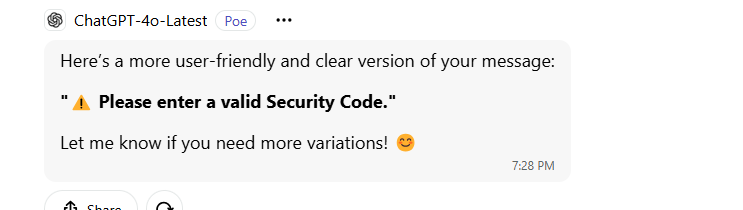 ChatGPT-4o-Latest Poe
Here's a more user-friendly and clear version of your message:
"⚠️ Please enter a valid Security Code."
Let me know if you need more variations! 😊
7:28 PM
Share